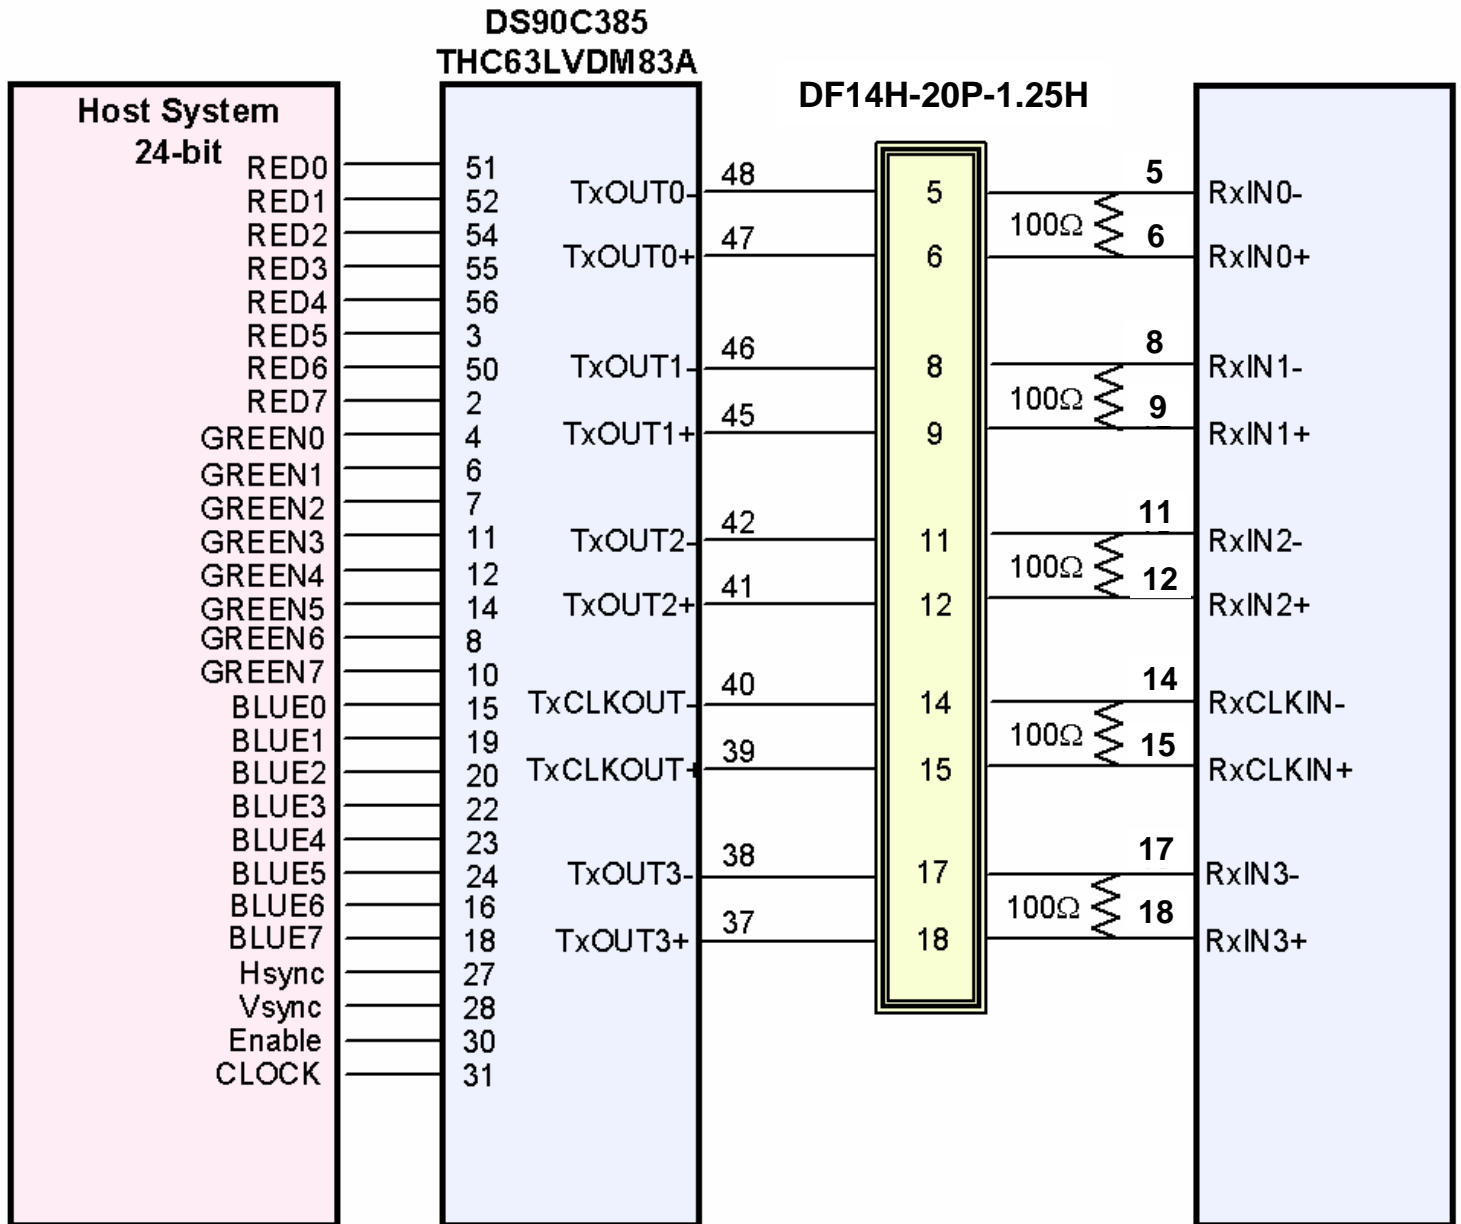 DS90C385
THC63LVDM83A
DF14H-20P-1.25H
Host System
24-bit
RED0
RED1
RED2
RED3
RED4
RED5
RED6
RED7
GREEN0
GREEN1
GREEN2
GREEN3
GREEN4
GREEN5
GREEN6
GREEN7
BLUE0
BLUE1
BLUE2
BLUE3
BLUE4
BLUE5
BLUE6
BLUE7
Hsync
Vsync
Enable
CLOCK
51
52
54
55
56
3
50
2
4
6
7
11
12
14
8
10
15
19
20
22
23
24
16
18
27
28
30
31
TxOUT0-
TxOUT0+
TxOUT1-
TxOUT1+
TxOUT2-
TxOUT2+
TxCLKOUT-
TxCLKOUT+
TxOUT3-
TxOUT3+
48
47
46
45
42
41
40
39
38
37
5
6
8
9
11
12
14
15
17
18
100Ω
100Ω
100Ω
100Ω
100Ω
5
6
8
9
11
12
14
15
17
18
RxIN0-
RxIN0+
RxIN1-
RxIN1+
RxIN2-
RxIN2+
RxCLKIN-
RxCLKIN+
RxIN3-
RxIN3+